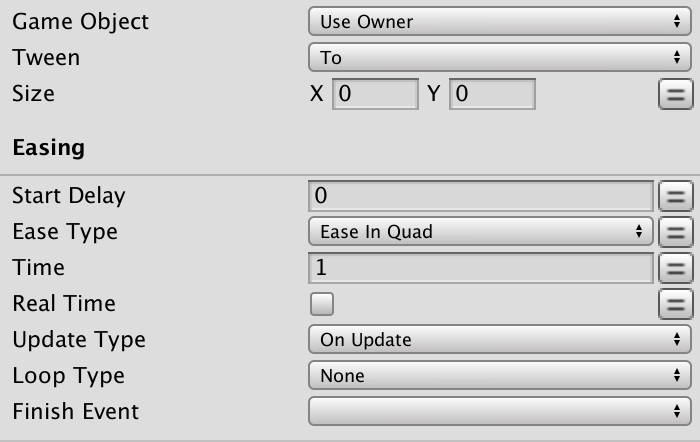 Game Object Use Owner
Tween To
Size X 0 Y 0
Easing
Start Delay 0
Ease Type Ease In Quad
Time 1
Real Time
Update Type On Update
Loop Type None
Finish Event